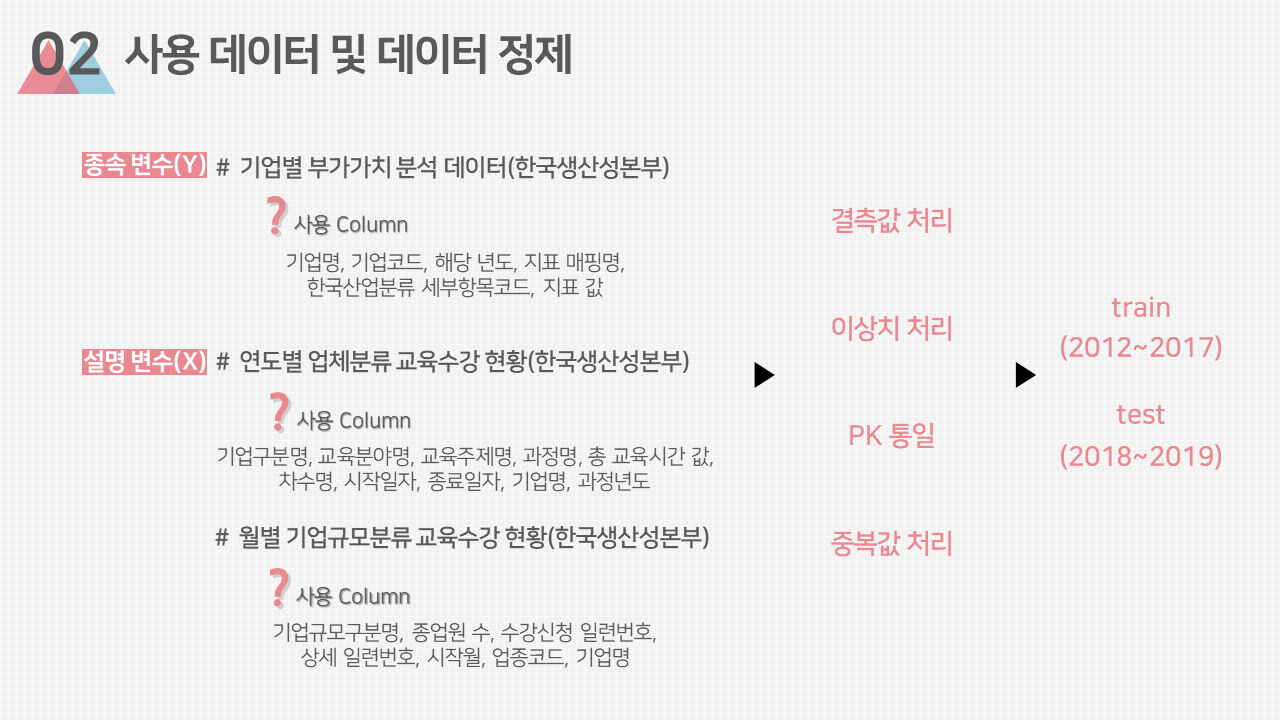 02 사용 데이터 및 데이터 정제
종속 변수(Y) # 기업별 부가가치 분석 데이터(한국생산성본부)
? 사용 Column
기업명, 기업코드, 해당 년도, 지표 매핑명,
한국산업분류 세부항목코드, 지표 값
설명 변수(X) # 연도별 업체분류 교육수강 현황(한국생산성본부)
? 사용 Column
기업구분명, 교육분야명, 교육주제명, 과정명, 총 교육시간 값,
차수명, 시작일자, 종료일자, 기업명, 과정년도
# 월별 기업규모분류 교육수강 현황(한국생산성본부)
? 사용 Column
기업규모구분명, 종업원 수, 수강신청 일련번호,
상세 일련번호, 시작월, 업종코드, 기업명
결측값 처리
이상치 처리
PK 통일
중복값 처리
train
(2012~2017)
test
(2018~2019)